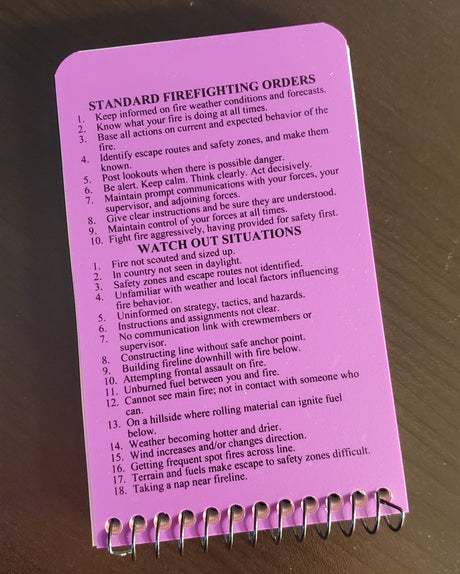 STANDARD FIREFIGHTING ORDERS
1. Keep informed on fire weather conditions and forecasts.
2. Know what your fire is doing at all times.
3. Base all actions on current and expected behavior of the
fire.
4. Identify escape routes and safety zones, and make them
known.
5. Post lookouts when there is possible danger.
6. Be alert. Keep calm. Think clearly. Act decisively.
7. Maintain prompt communications with your forces, your
supervisor, and adjoining forces.
8. Give clear instructions and be sure they are understood.
9. Maintain control of your forces at all times.
10. Fight fire aggressively, having provided for safety first.
WATCH OUT SITUATIONS
1. Fire not scouted and sized up.
2. In country not seen in daylight.
3. Safety zones and escape routes not identified.
4. Unfamiliar with weather and local factors influencing
fire behavior.
5. Uninformed on strategy, tactics, and hazards.
6. Instructions and assignments not clear.
7. No communication link with crewmembers or
supervisor.
8. Constructing line without safe anchor point.
9. Building fireline downhill with fire below.
10. Attempting frontal assault on fire.
11. Unburned fuel between you and fire.
12. Cannot see main fire; not in contact with someone who
can.
13. On a hillside where rolling material can ignite fuel
below.
14. Weather becoming hotter and drier.
15. Wind increases and/or changes direction.
16. Getting frequent spot fires across line.
17. Terrain and fuels make escape to safety zones difficult.
18. Taking a nap near fireline.